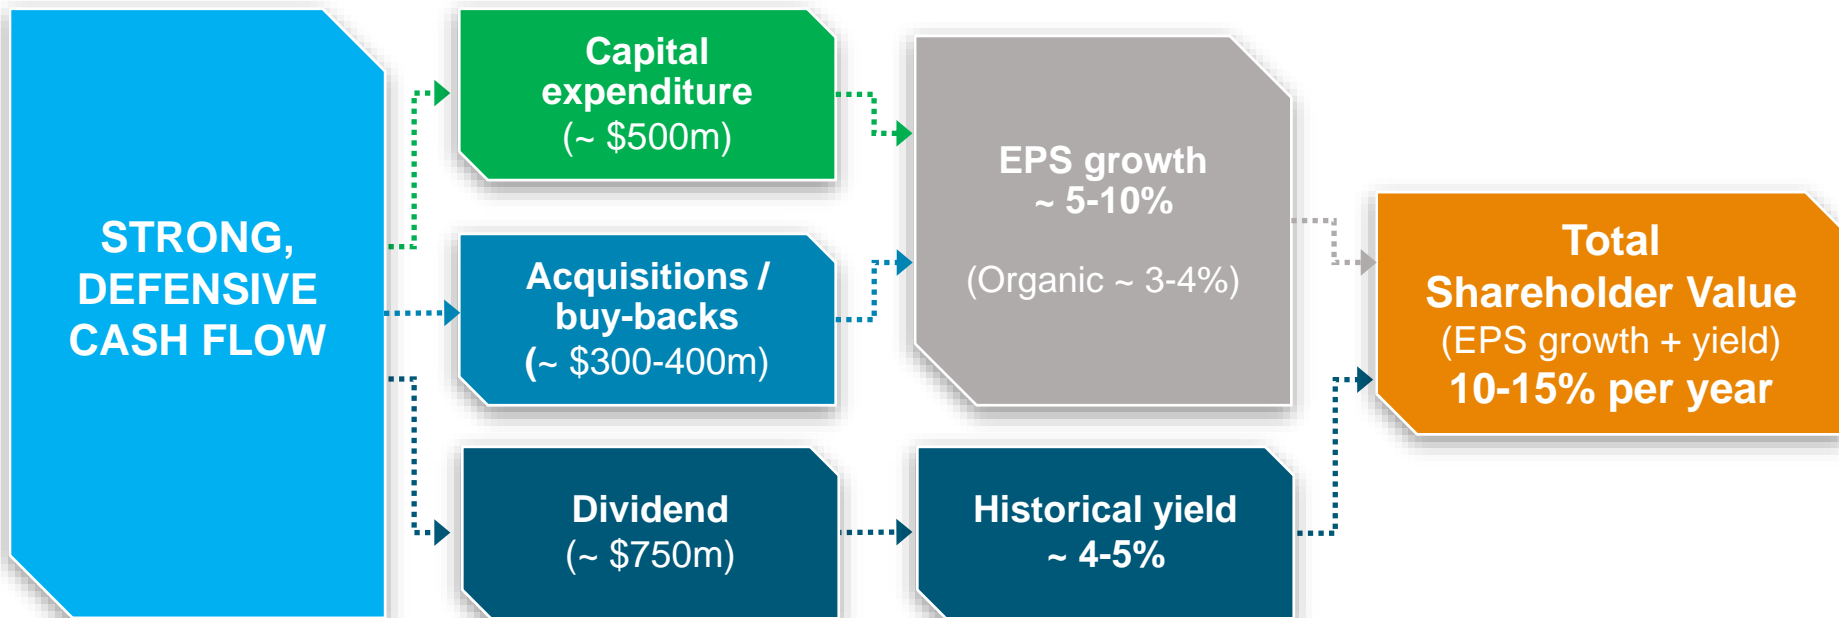 STRONG,
DEFENSIVE
CASH FLOW
Capital
expenditure
(~ $500m)
Acquisitions /
buy-backs
(~ $300-400m)
Dividend
(~ $750m)
EPS growth
~ 5-10%
(Organic ~ 3-4%)
Historical yield
~ 4-5%
Total
Shareholder Value
(EPS growth + yield)
10-15% per year